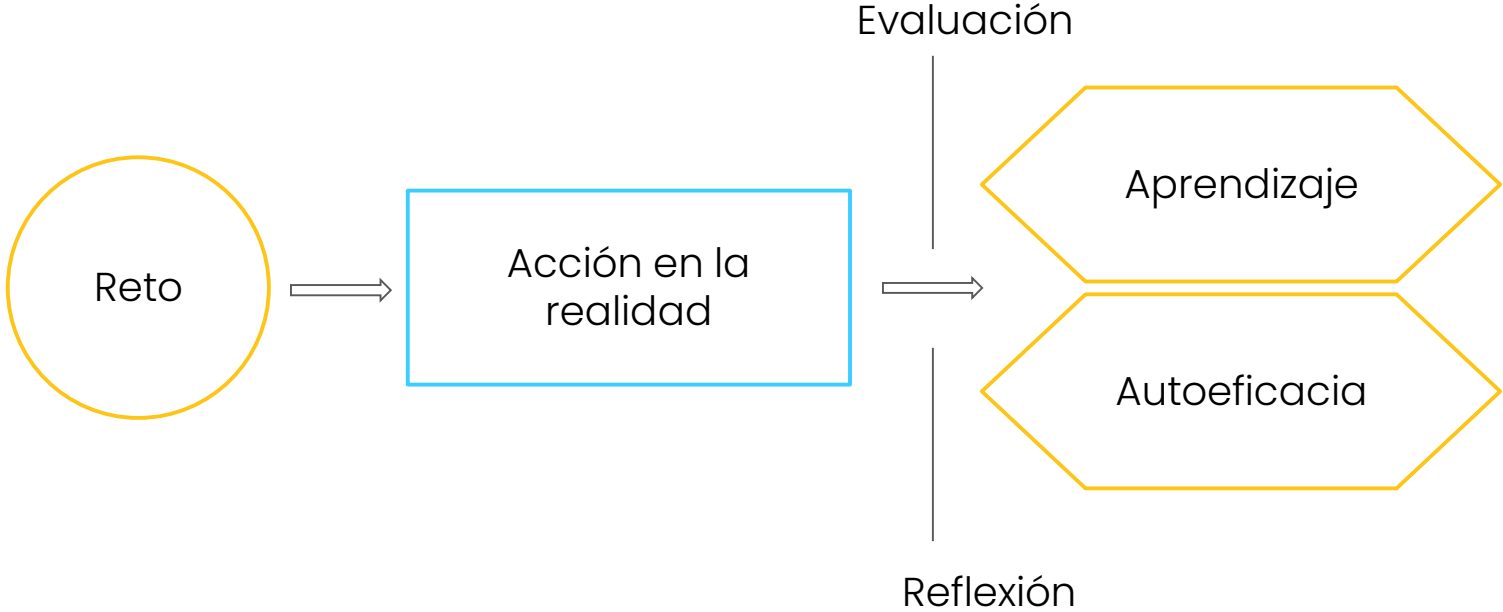 Evaluación
Aprendizaje
Reto
Acción en la
realidad
Autoeficacia
Reflexión